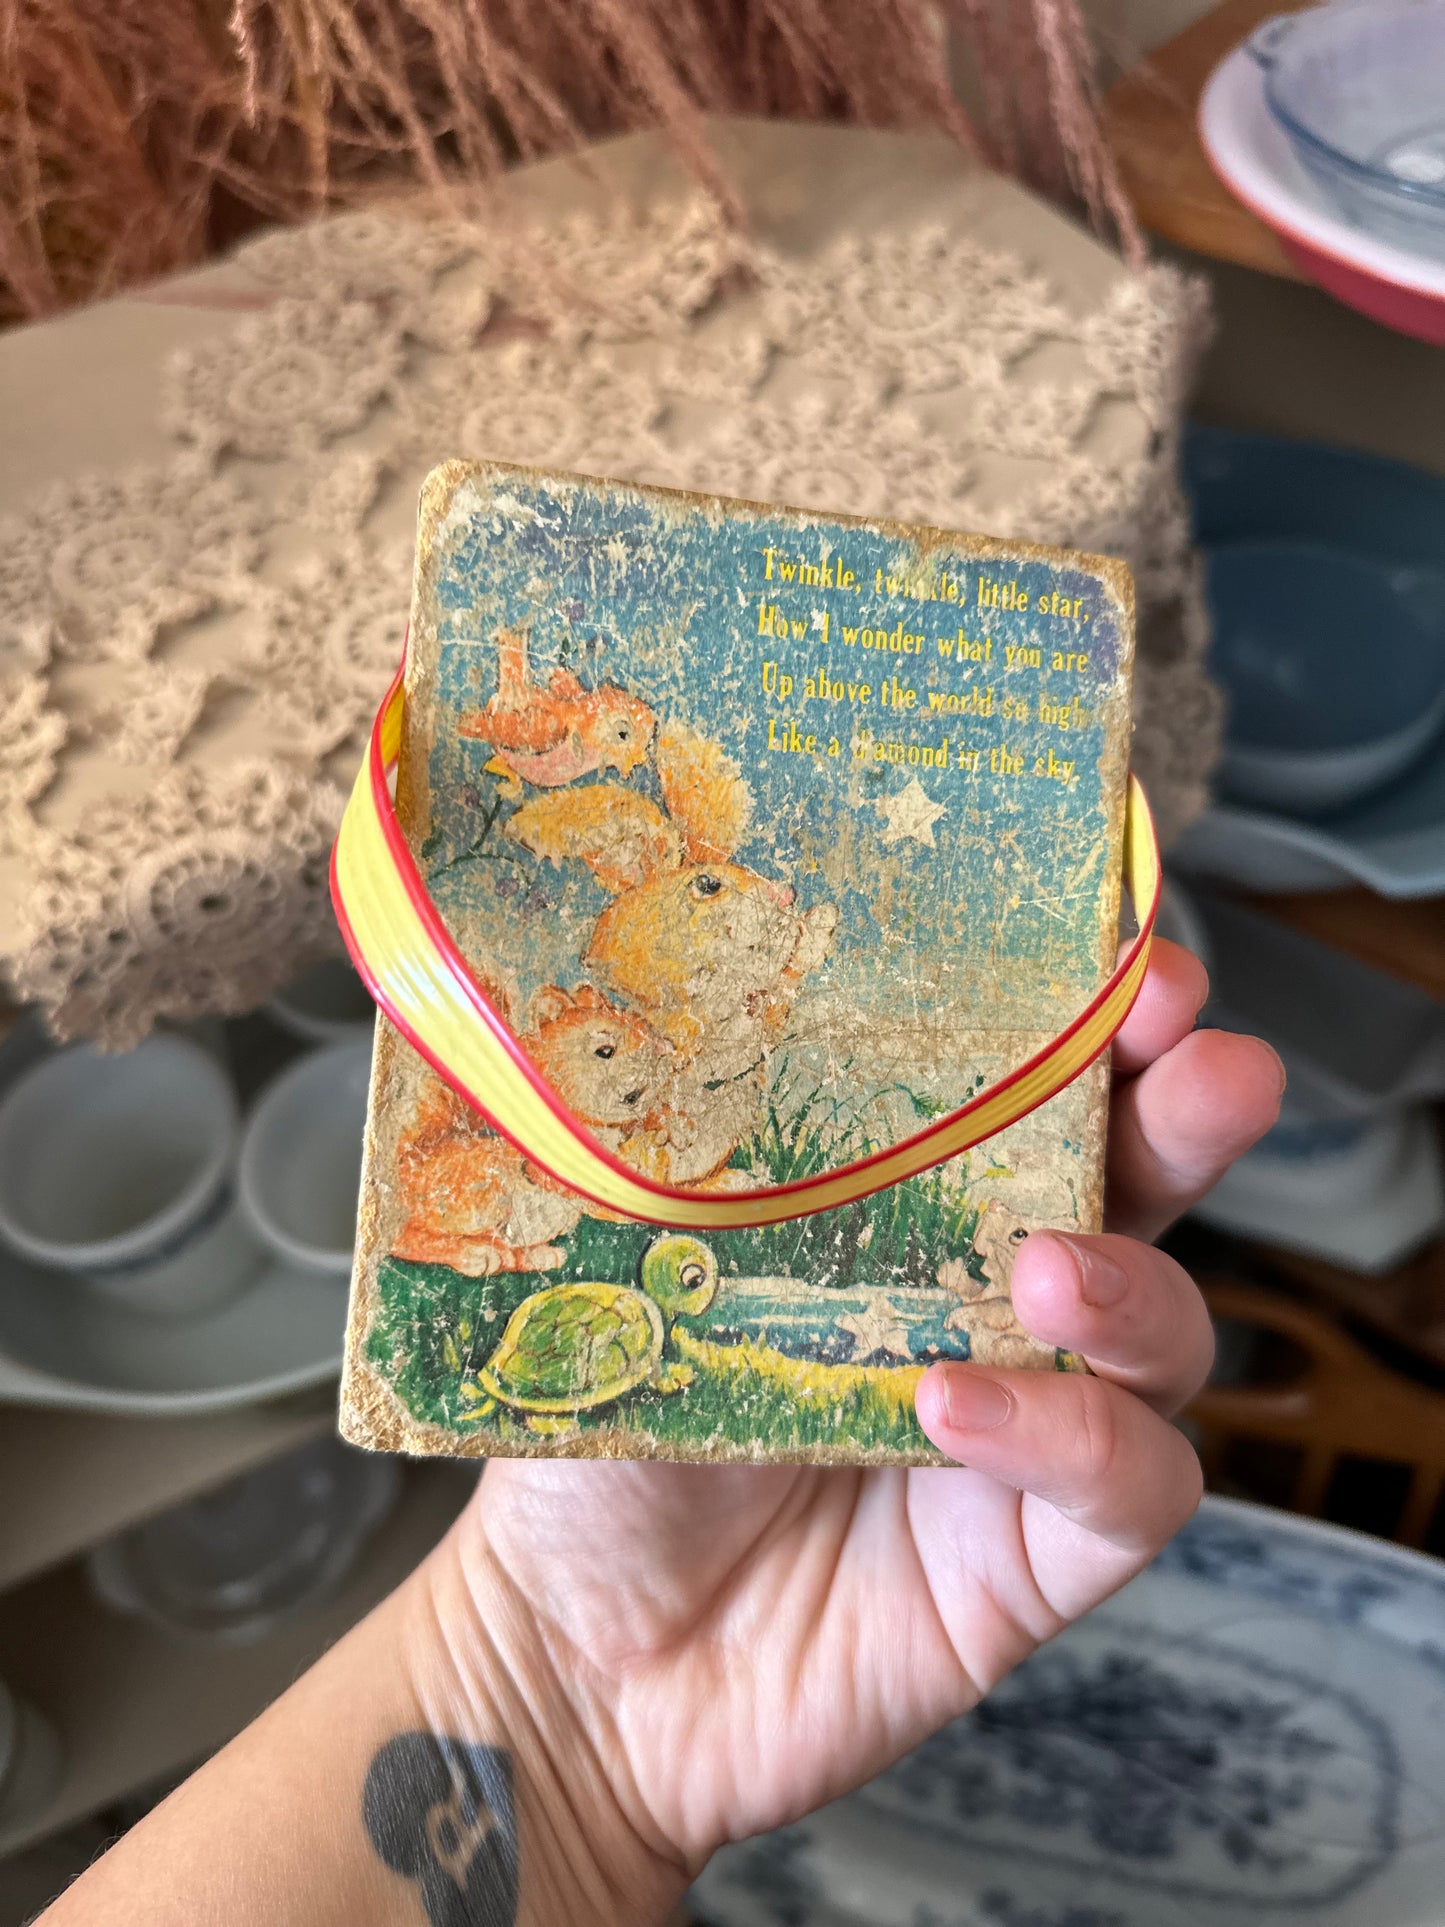 Twinkle, twinkle, little star,
How I wonder what you are
Up above the world so high
Like a diamond in the sky.